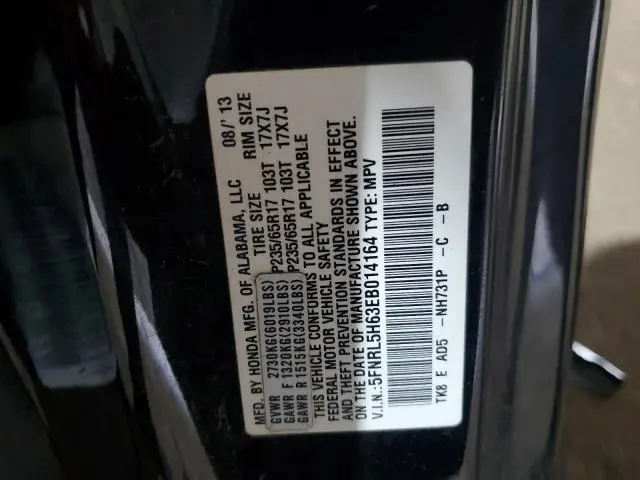 MFD. BY HONDA MFG. OF ALABAMA, LLC 08/'13
TIRE SIZE RIM SIZE
GVWR 2730KG(6019LBS)
GAWR F 1320KG(2910LBS) P235/65R17 103T 17X7J
GAWR R 1515KG(3340LBS) P235/65R17 103T 17X7J
THIS VEHICLE CONFORMS TO ALL APPLICABLE
FEDERAL MOTOR VEHICLE SAFETY
AND THEFT PREVENTION STANDARDS IN EFFECT
ON THE DATE OF MANUFACTURE SHOWN ABOVE.
V.I.N.:5FNRL5H63EB014164 TYPE: MPV
TK8 E AD5 -NH731P -C -B